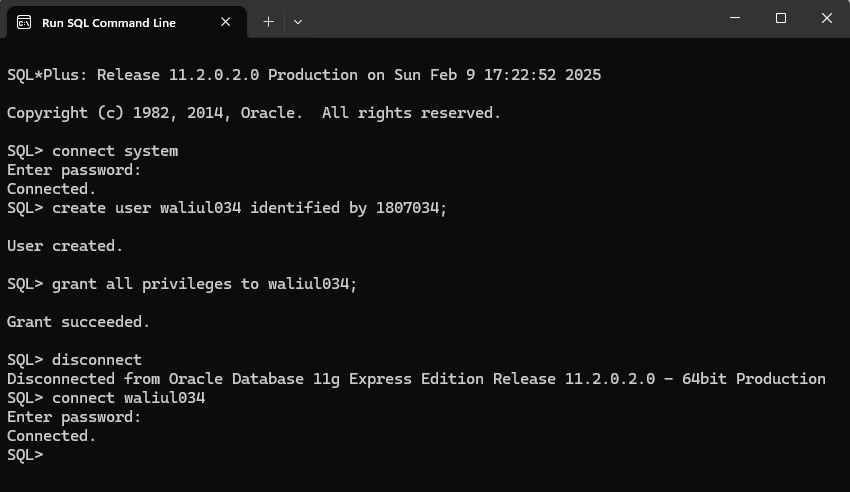 Run SQL Command Line
SQL*Plus: Release 11.2.0.2.0 Production on Sun Feb 9 17:22:52 2025
Copyright (c) 1982, 2014, Oracle.  All rights reserved.
SQL> connect system
Enter password:
Connected.
SQL> create user waliul034 identified by 1807034;
User created.
SQL> grant all privileges to waliul034;
Grant succeeded.
SQL> disconnect
Disconnected from Oracle Database 11g Express Edition Release 11.2.0.2.0 - 64bit Production
SQL> connect waliul034
Enter password:
Connected.
SQL>